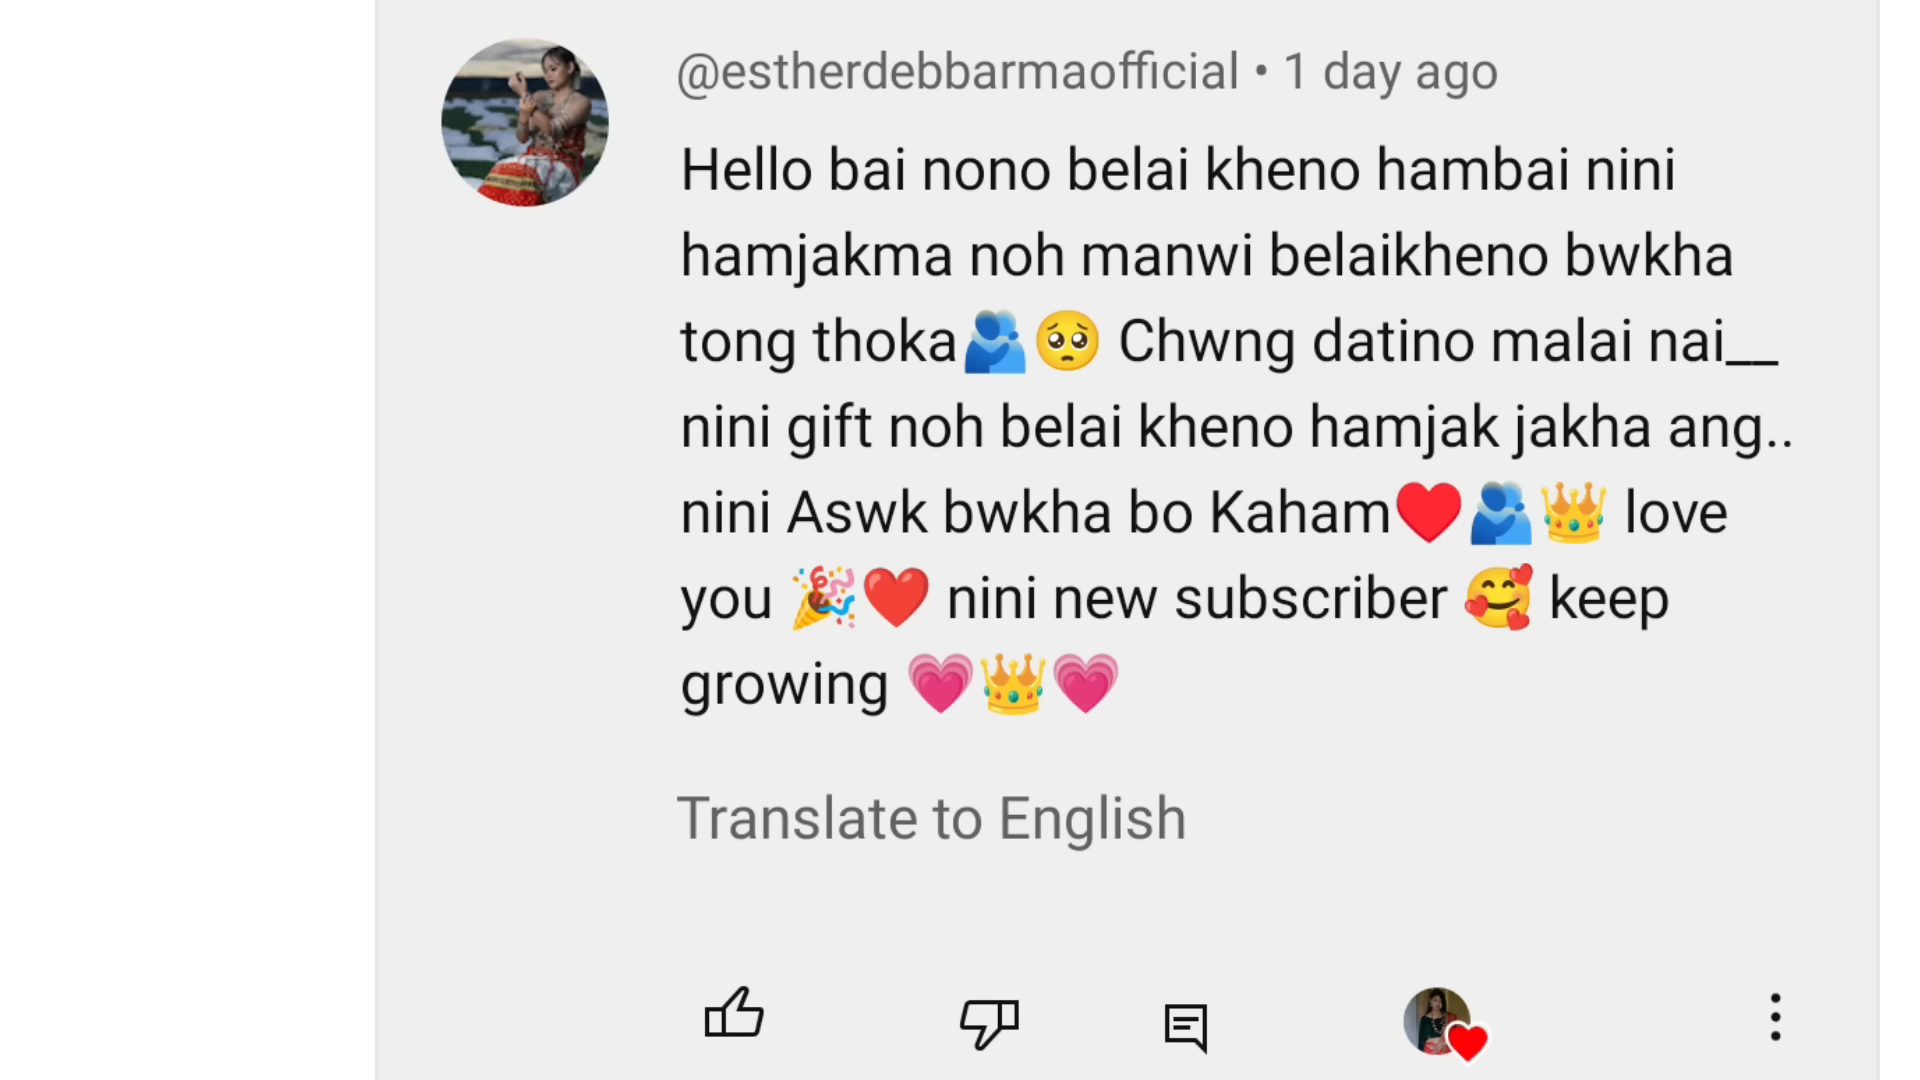 @estherdebbarmaofficial • 1 day ago
Hello bai nono belai kheno hambai nini
hamjakma noh manwi belaikheno bwkha
tong thoka🫂🥺 Chwng datino malai nai__
nini gift noh belai kheno hamjak jakha ang..
nini Aswk bwkha bo Kaham♥️🫂👑 love
you 🎉❤️ nini new subscriber 🥰 keep
growing 💗👑💗
Translate to English